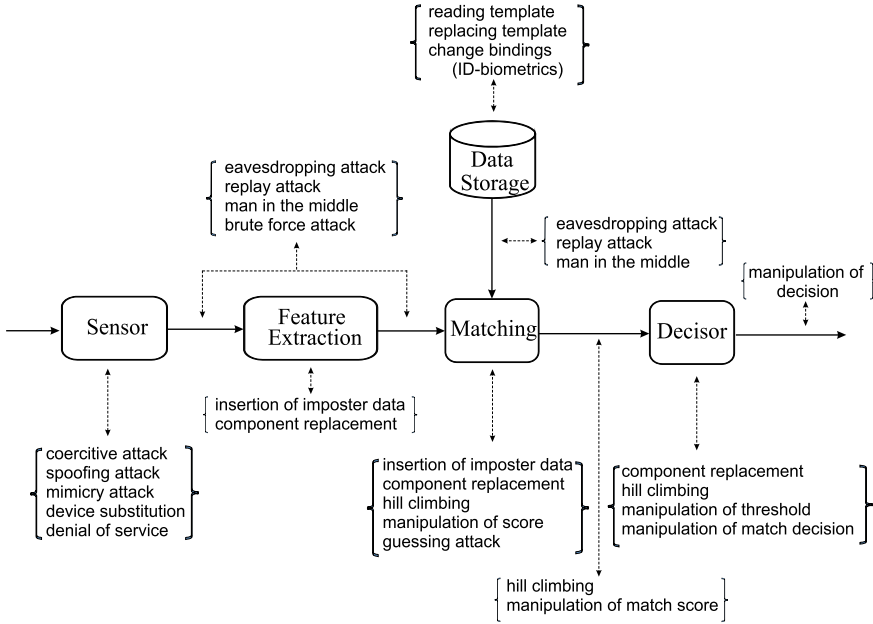 reading template
replacing template
change bindings
(ID-biometrics)
Data
Storage
eavesdropping attack
replay attack
man in the middle
brute force attack
eavesdropping attack
replay attack
man in the middle
manipulation of
decision
Sensor
Feature
Extraction
Matching
Decisor
insertion of imposter data
component replacement
coercitive attack
spoofing attack
mimicry attack
device substitution
denial of service
insertion of imposter data
component replacement
hill climbing
manipulation of score
guessing attack
component replacement
hill climbing
manipulation of threshold
manipulation of match decision
hill climbing
manipulation of match score